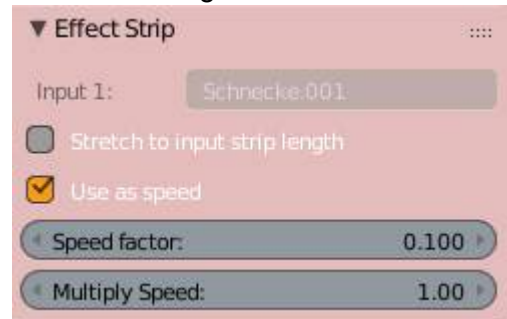 Effect Strip
Input 1: Schnecke.001
Stretch to input strip length
Use as speed
Speed factor: 0.100
Multiply Speed: 1.00